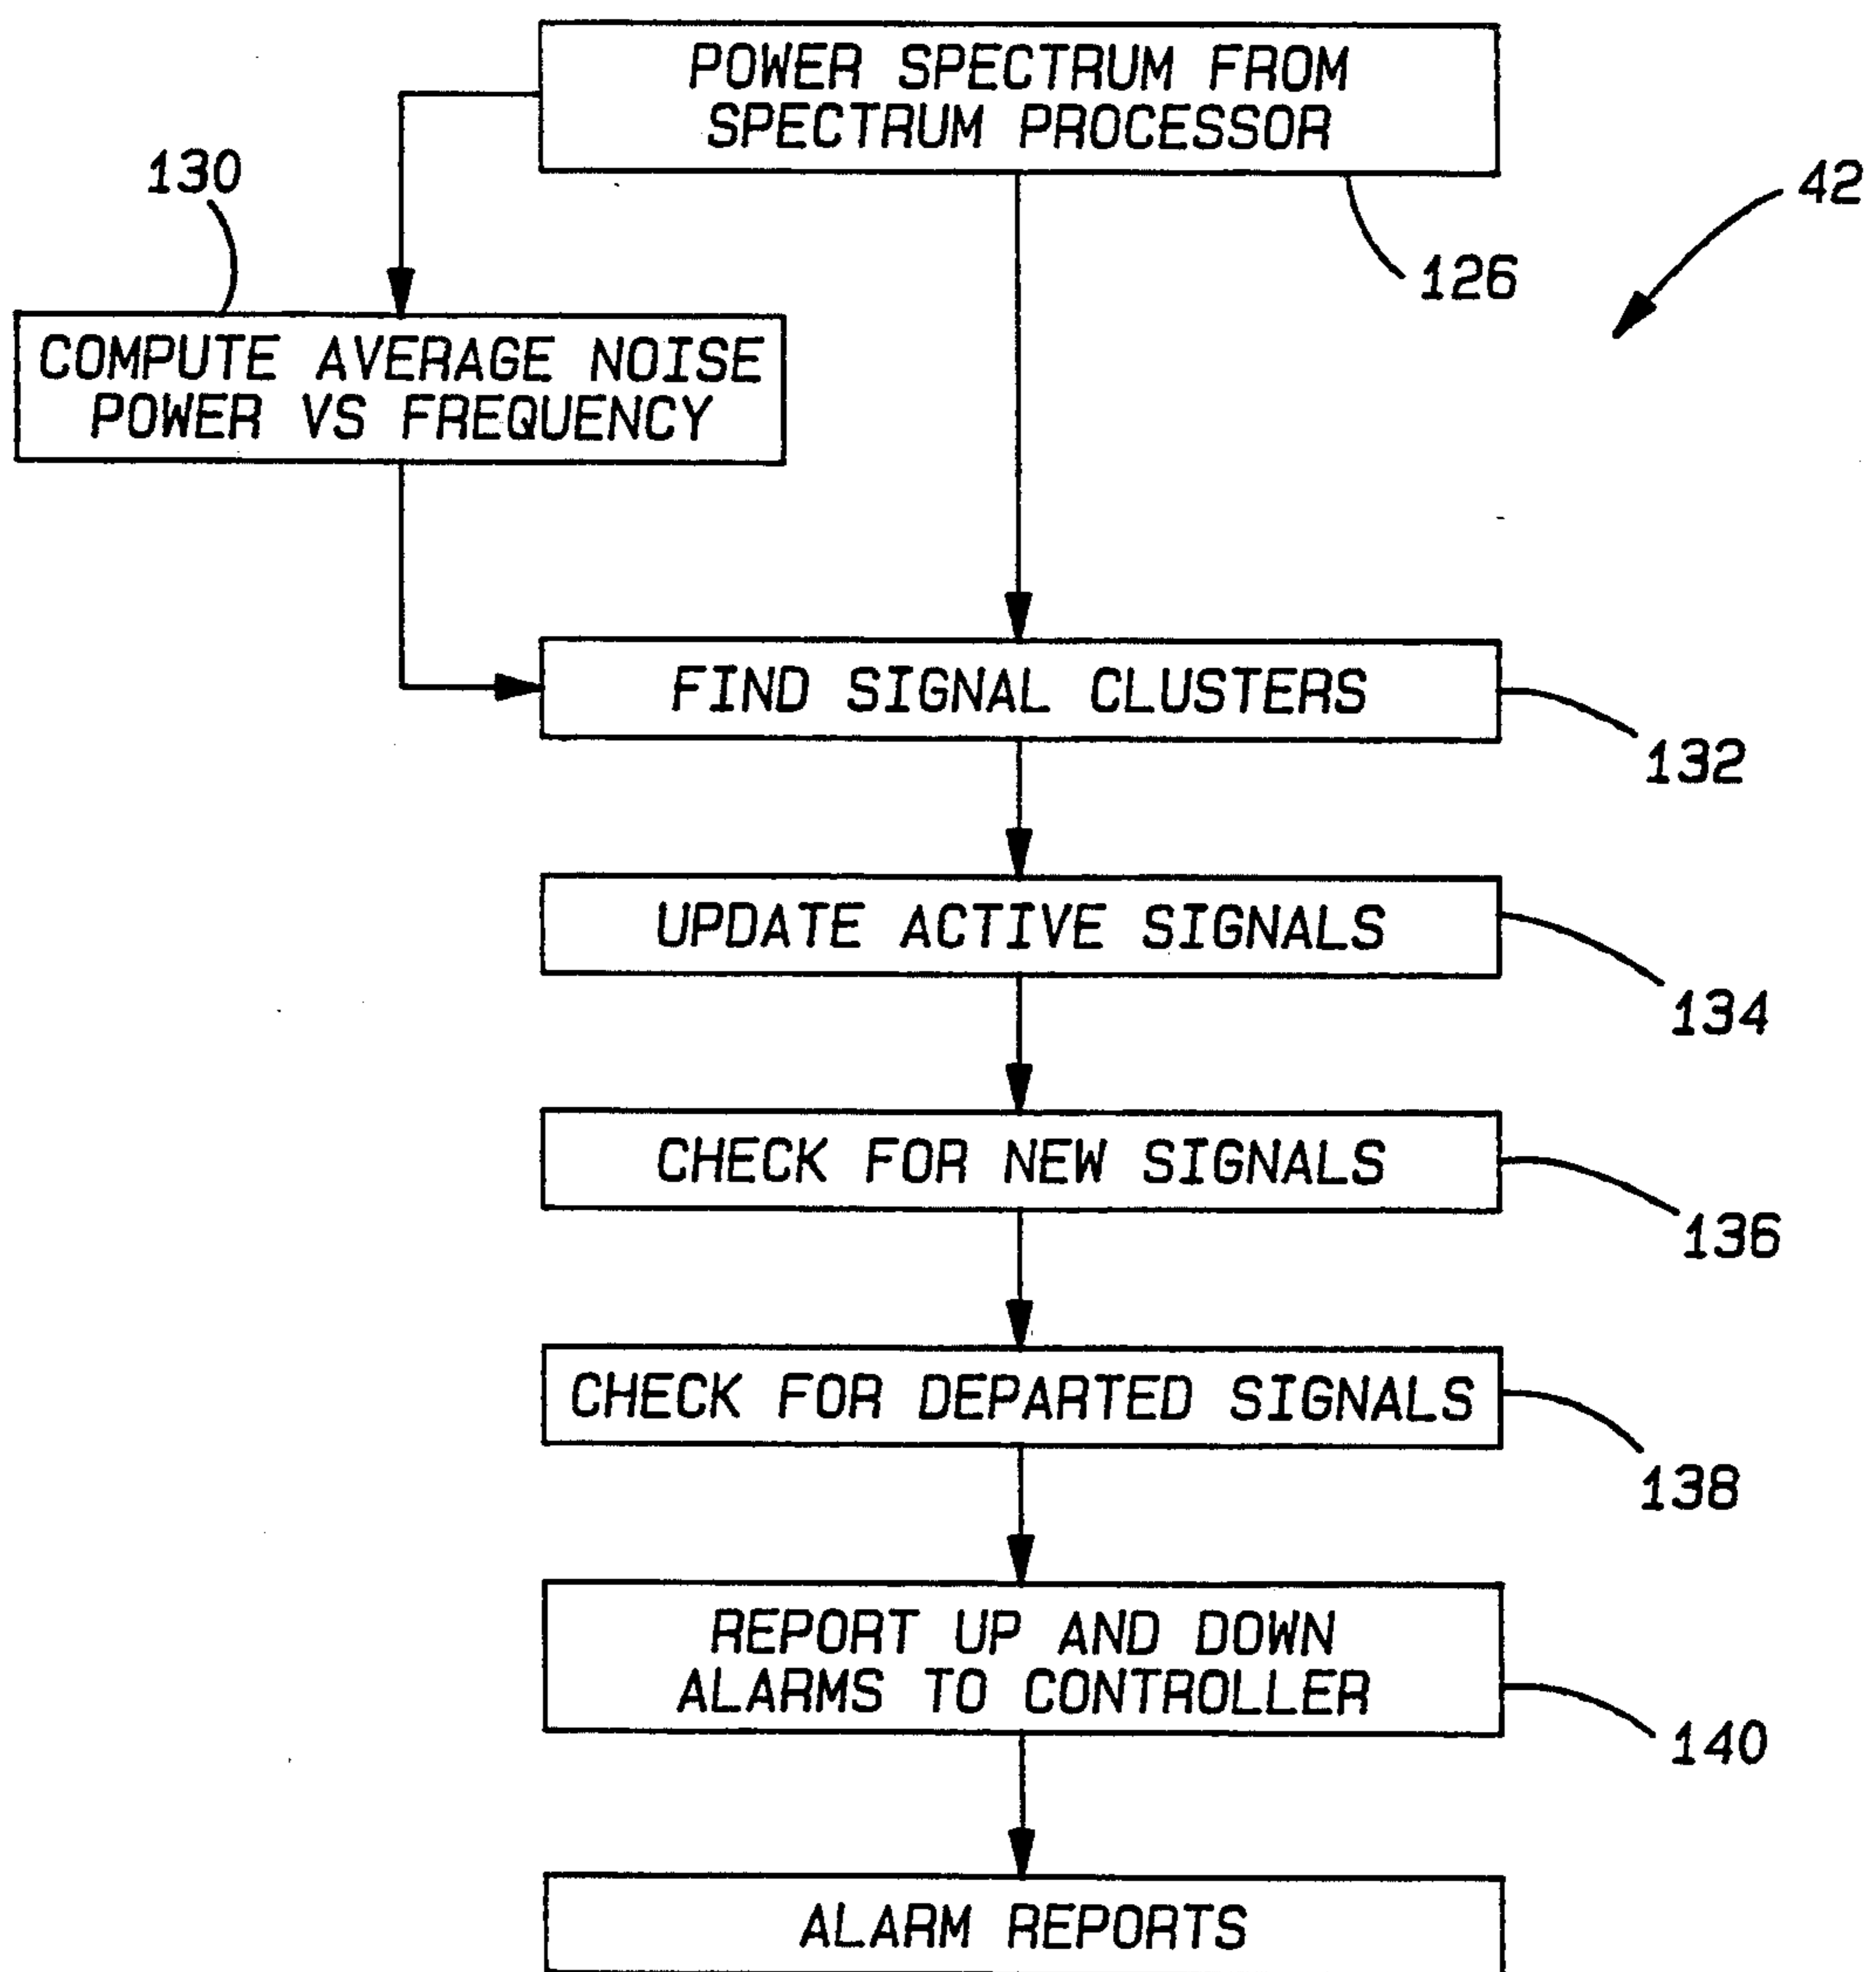 POWER SPECTRUM FROM
SPECTRUM PROCESSOR
130
42
126
COMPUTE AVERAGE NOISE
POWER VS FREQUENCY
FIND SIGNAL CLUSTERS
132
UPDATE ACTIVE SIGNALS
134
CHECK FOR NEW SIGNALS
136
CHECK FOR DEPARTED SIGNALS
138
REPORT UP AND DOWN
ALARMS TO CONTROLLER
140
ALARM REPORTS